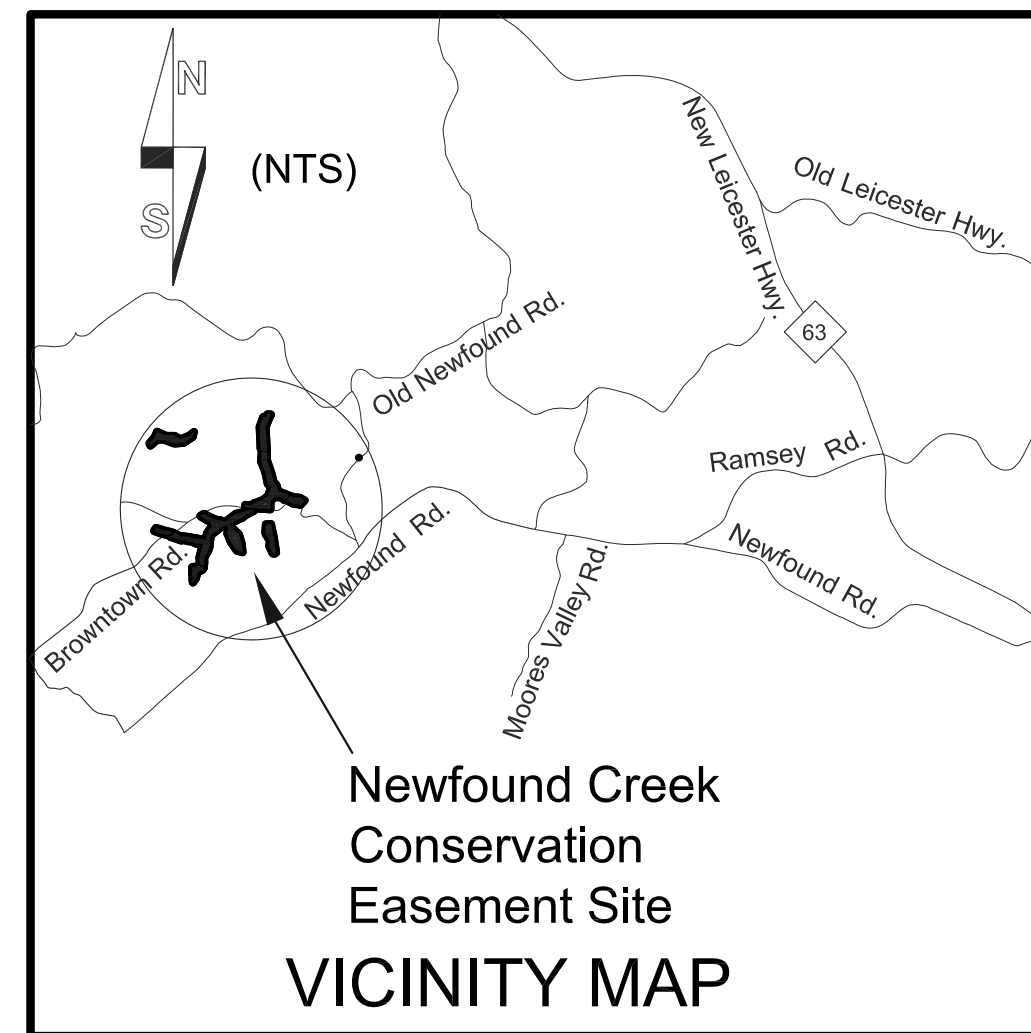 N
(NTS)
S
New Leicester Hwy.
Old Leicester Hwy.
63
Old Newfound Rd.
Ramsey Rd.
Newfound Rd.
Newfound Rd.
Browntown Rd.
Moores Valley Rd.
Newfound Creek
Conservation
Easement Site
VICINITY MAP